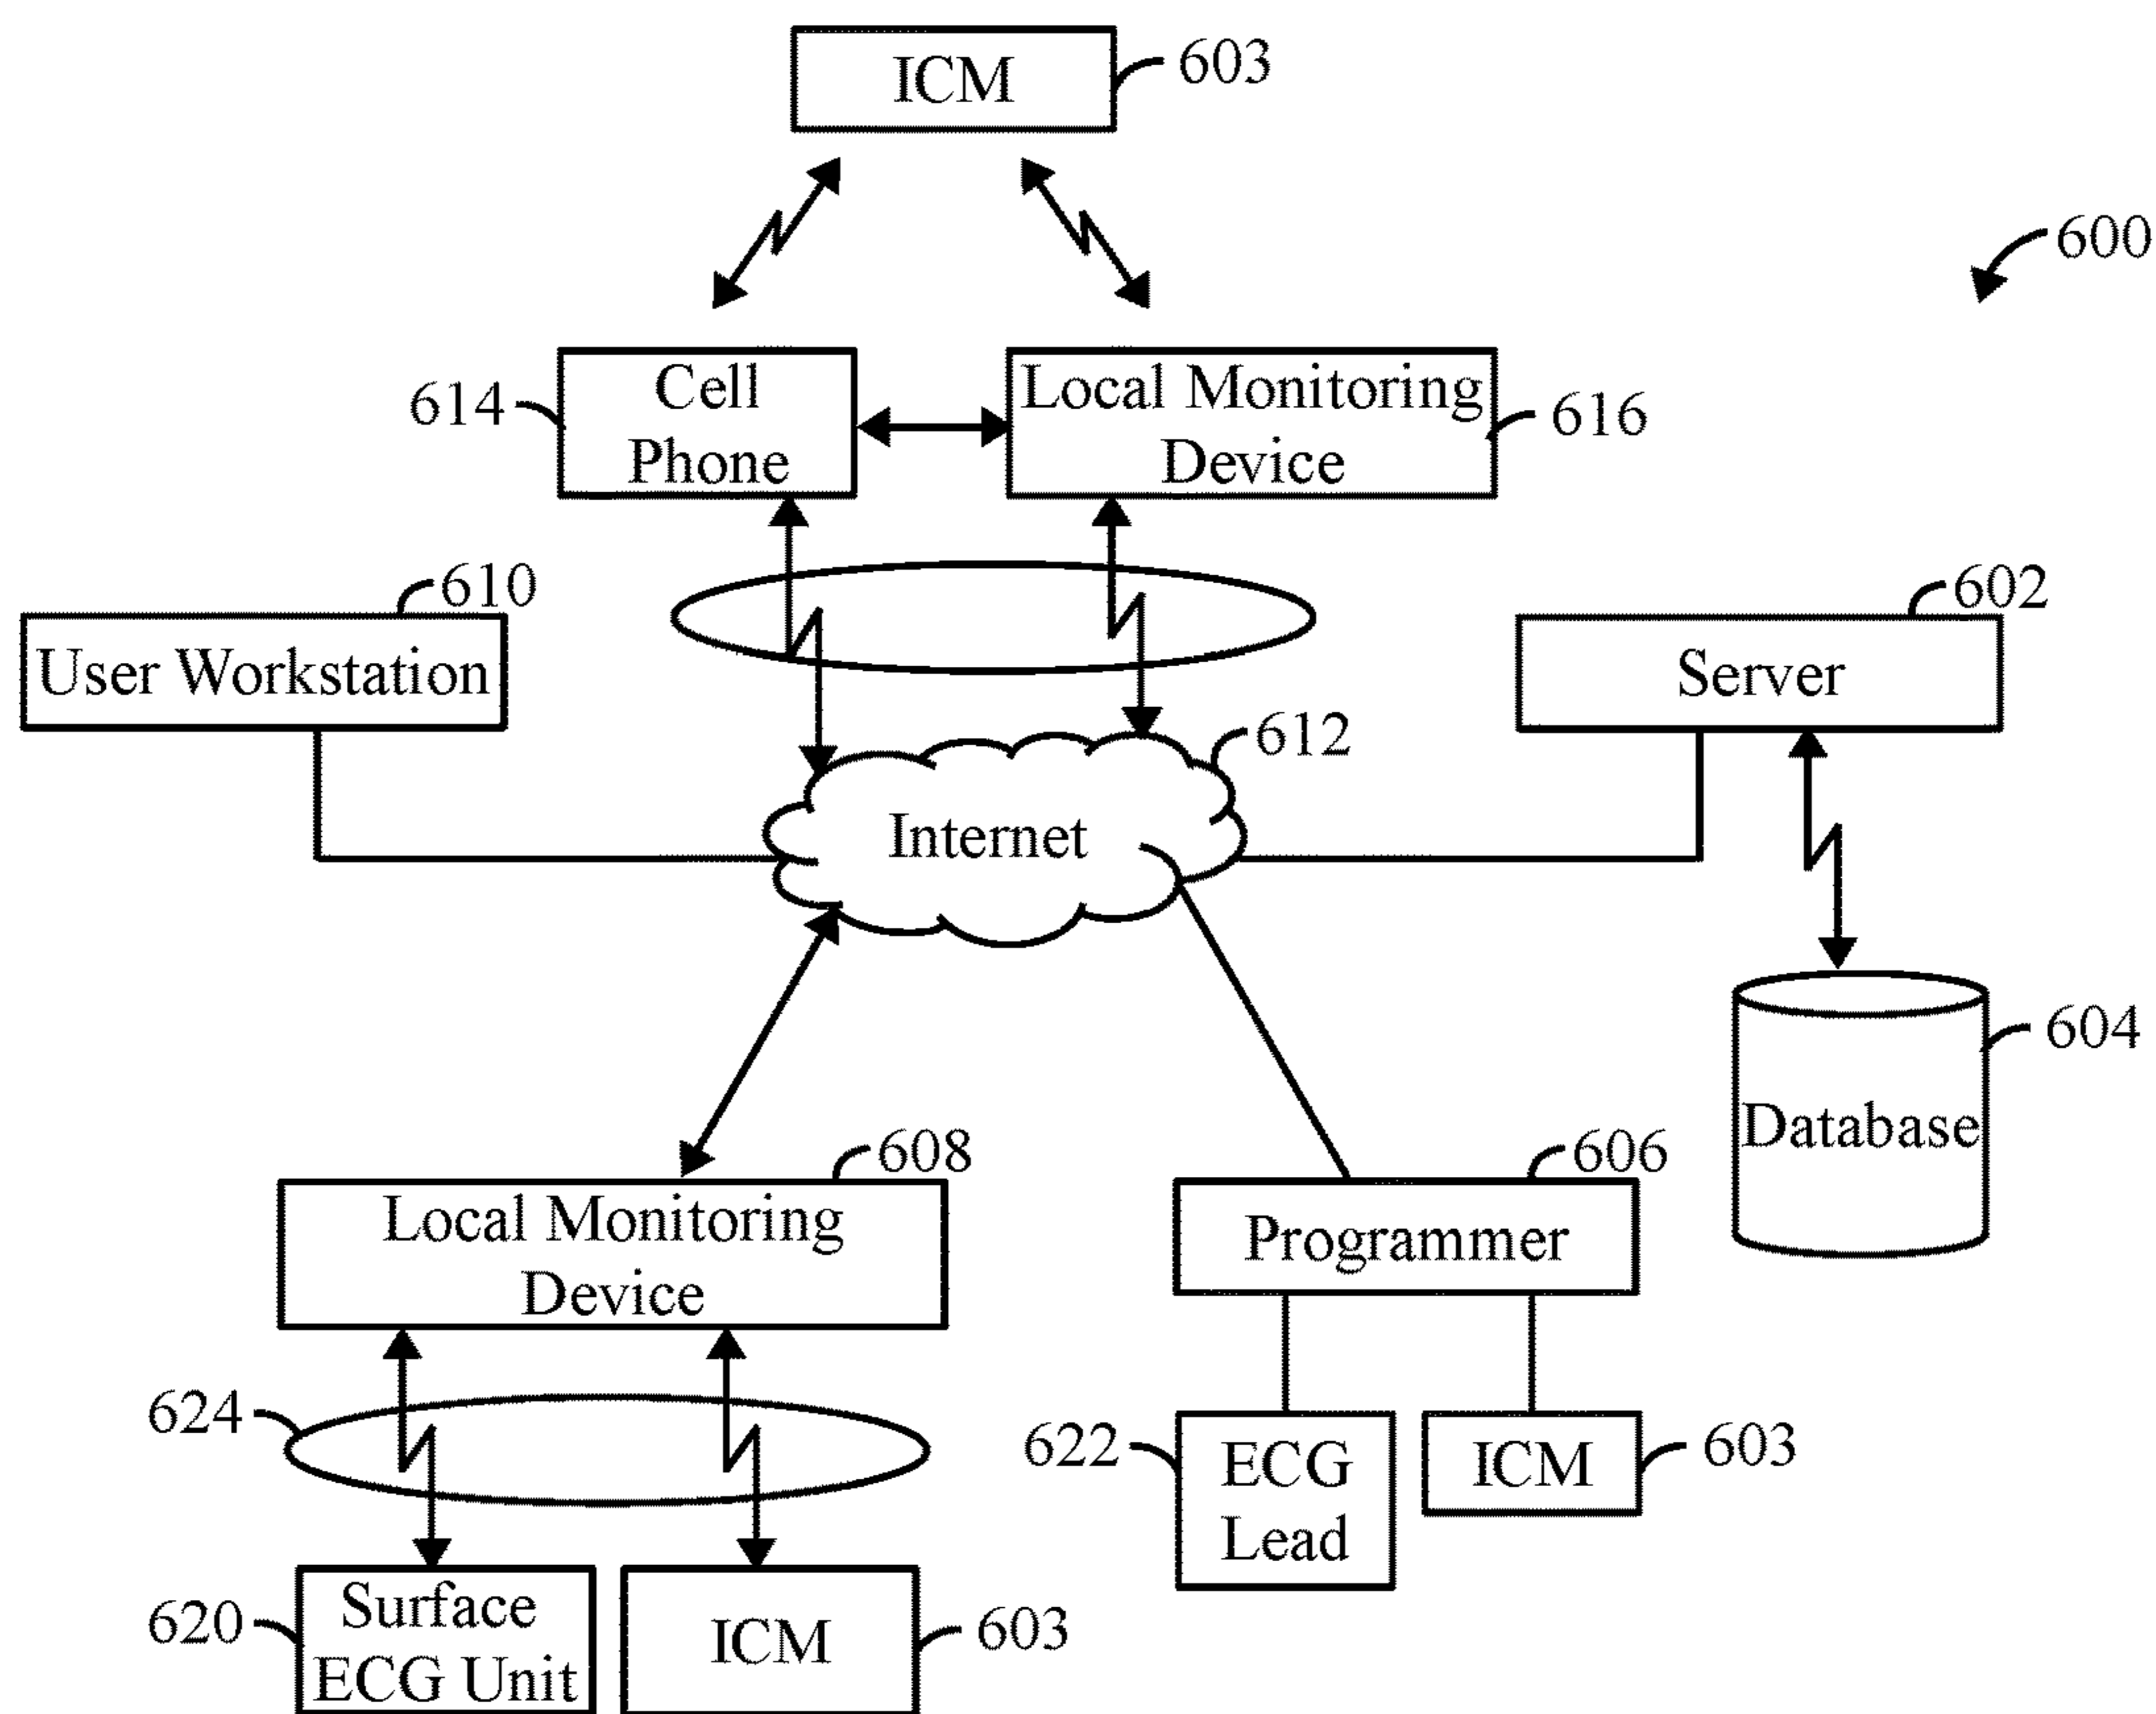 ICM
603
600
Cell
Phone
614
Local Monitoring
Device
616
610
User Workstation
602
Server
612
Internet
604
Database
608
Local Monitoring
Device
606
Programmer
624
622
ECG
Lead
ICM
603
620
Surface
ECG Unit
ICM
603